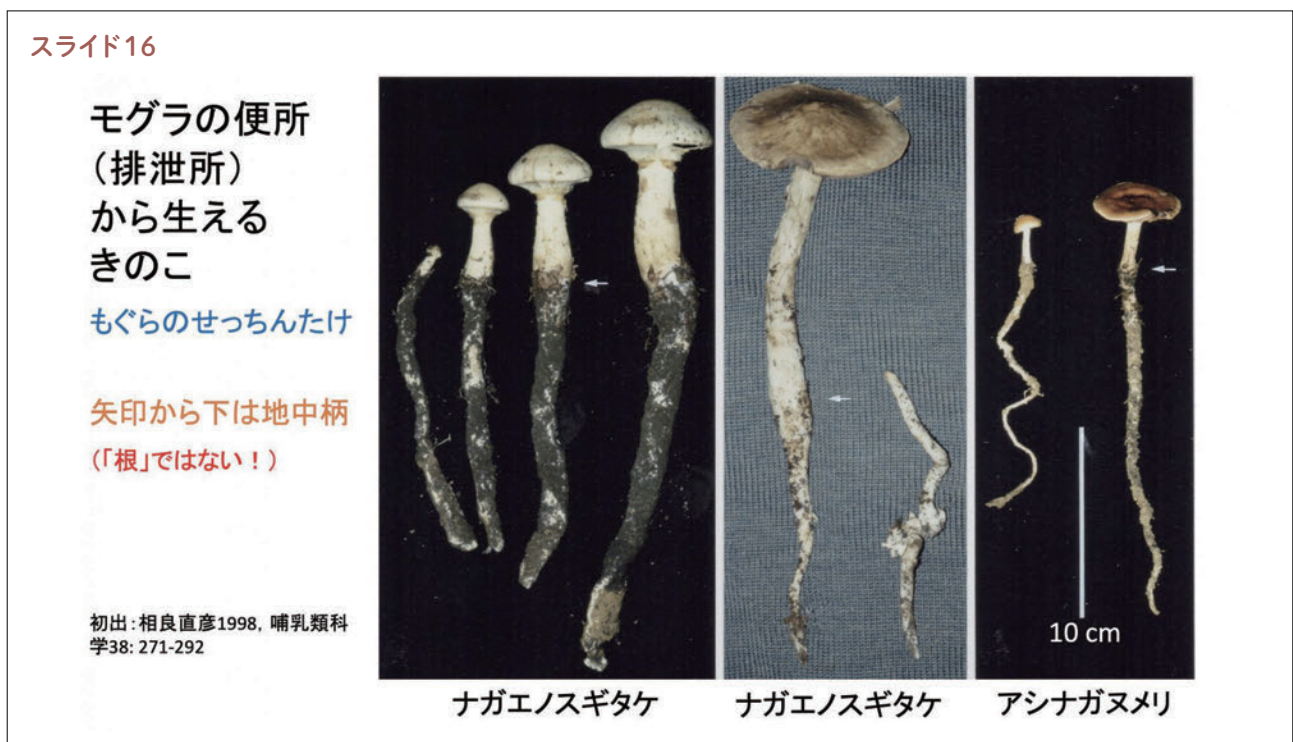 スライド16
モグラの便所
（排泄所）
から生える
きのこ
もぐらのせっちんたけ
矢印から下は地中柄
（「根」ではない！）
初出：相良直彦1998，哺乳類科
学38: 271-292
10 cm
ナガエノスギタケ
ナガエノスギタケ
アシナガヌメリ